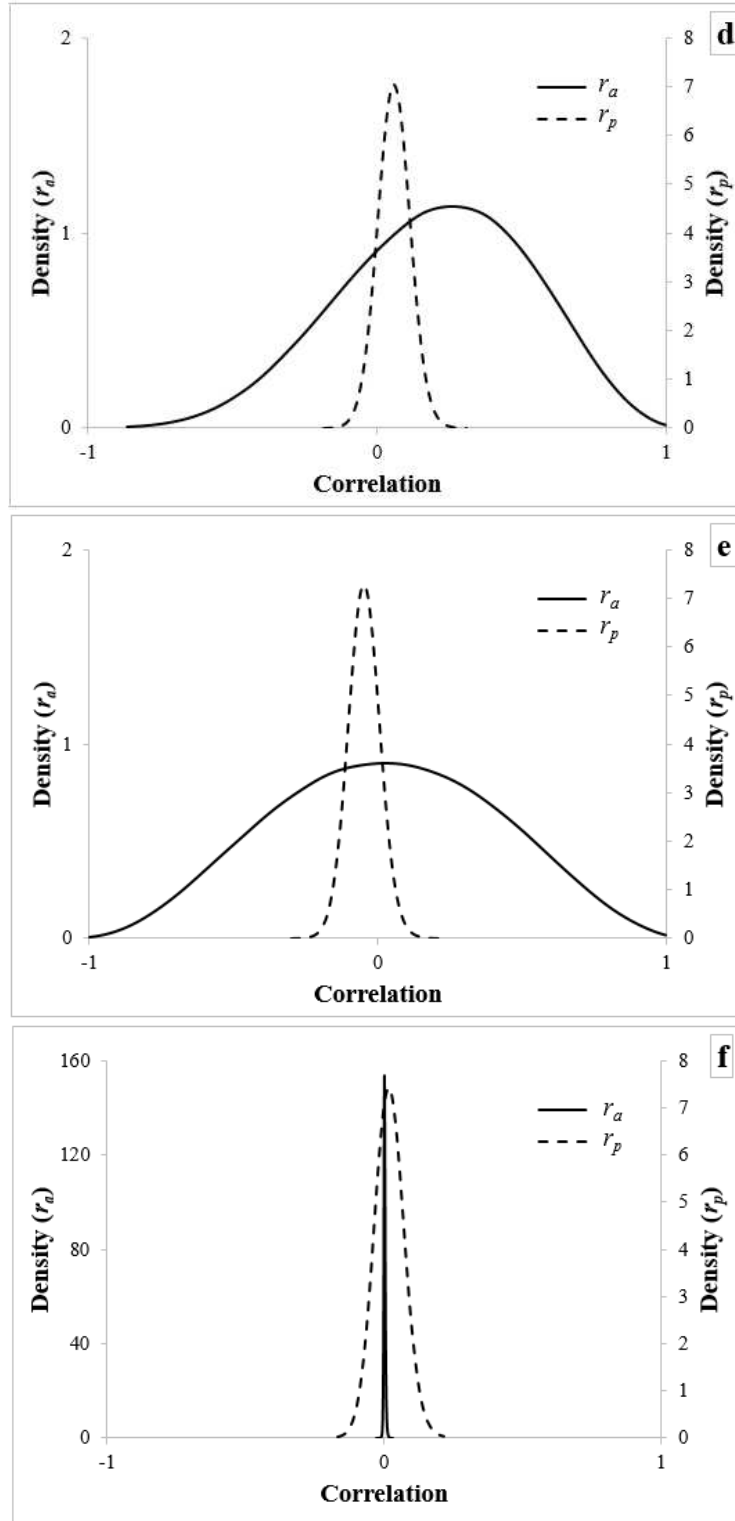 d
2
1
0
8
7
6
5
4
3
2
1
0
r_a
r_p
Density (r_a)
Density (r_p)
-1 0 1
Correlation
e
2
1
0
8
7
6
5
4
3
2
1
0
r_a
r_p
Density (r_a)
Density (r_p)
-1 0 1
Correlation
f
160
120
80
40
0
8
7
6
5
4
3
2
1
0
r_a
r_p
Density (r_a)
Density (r_p)
-1 0 1
Correlation